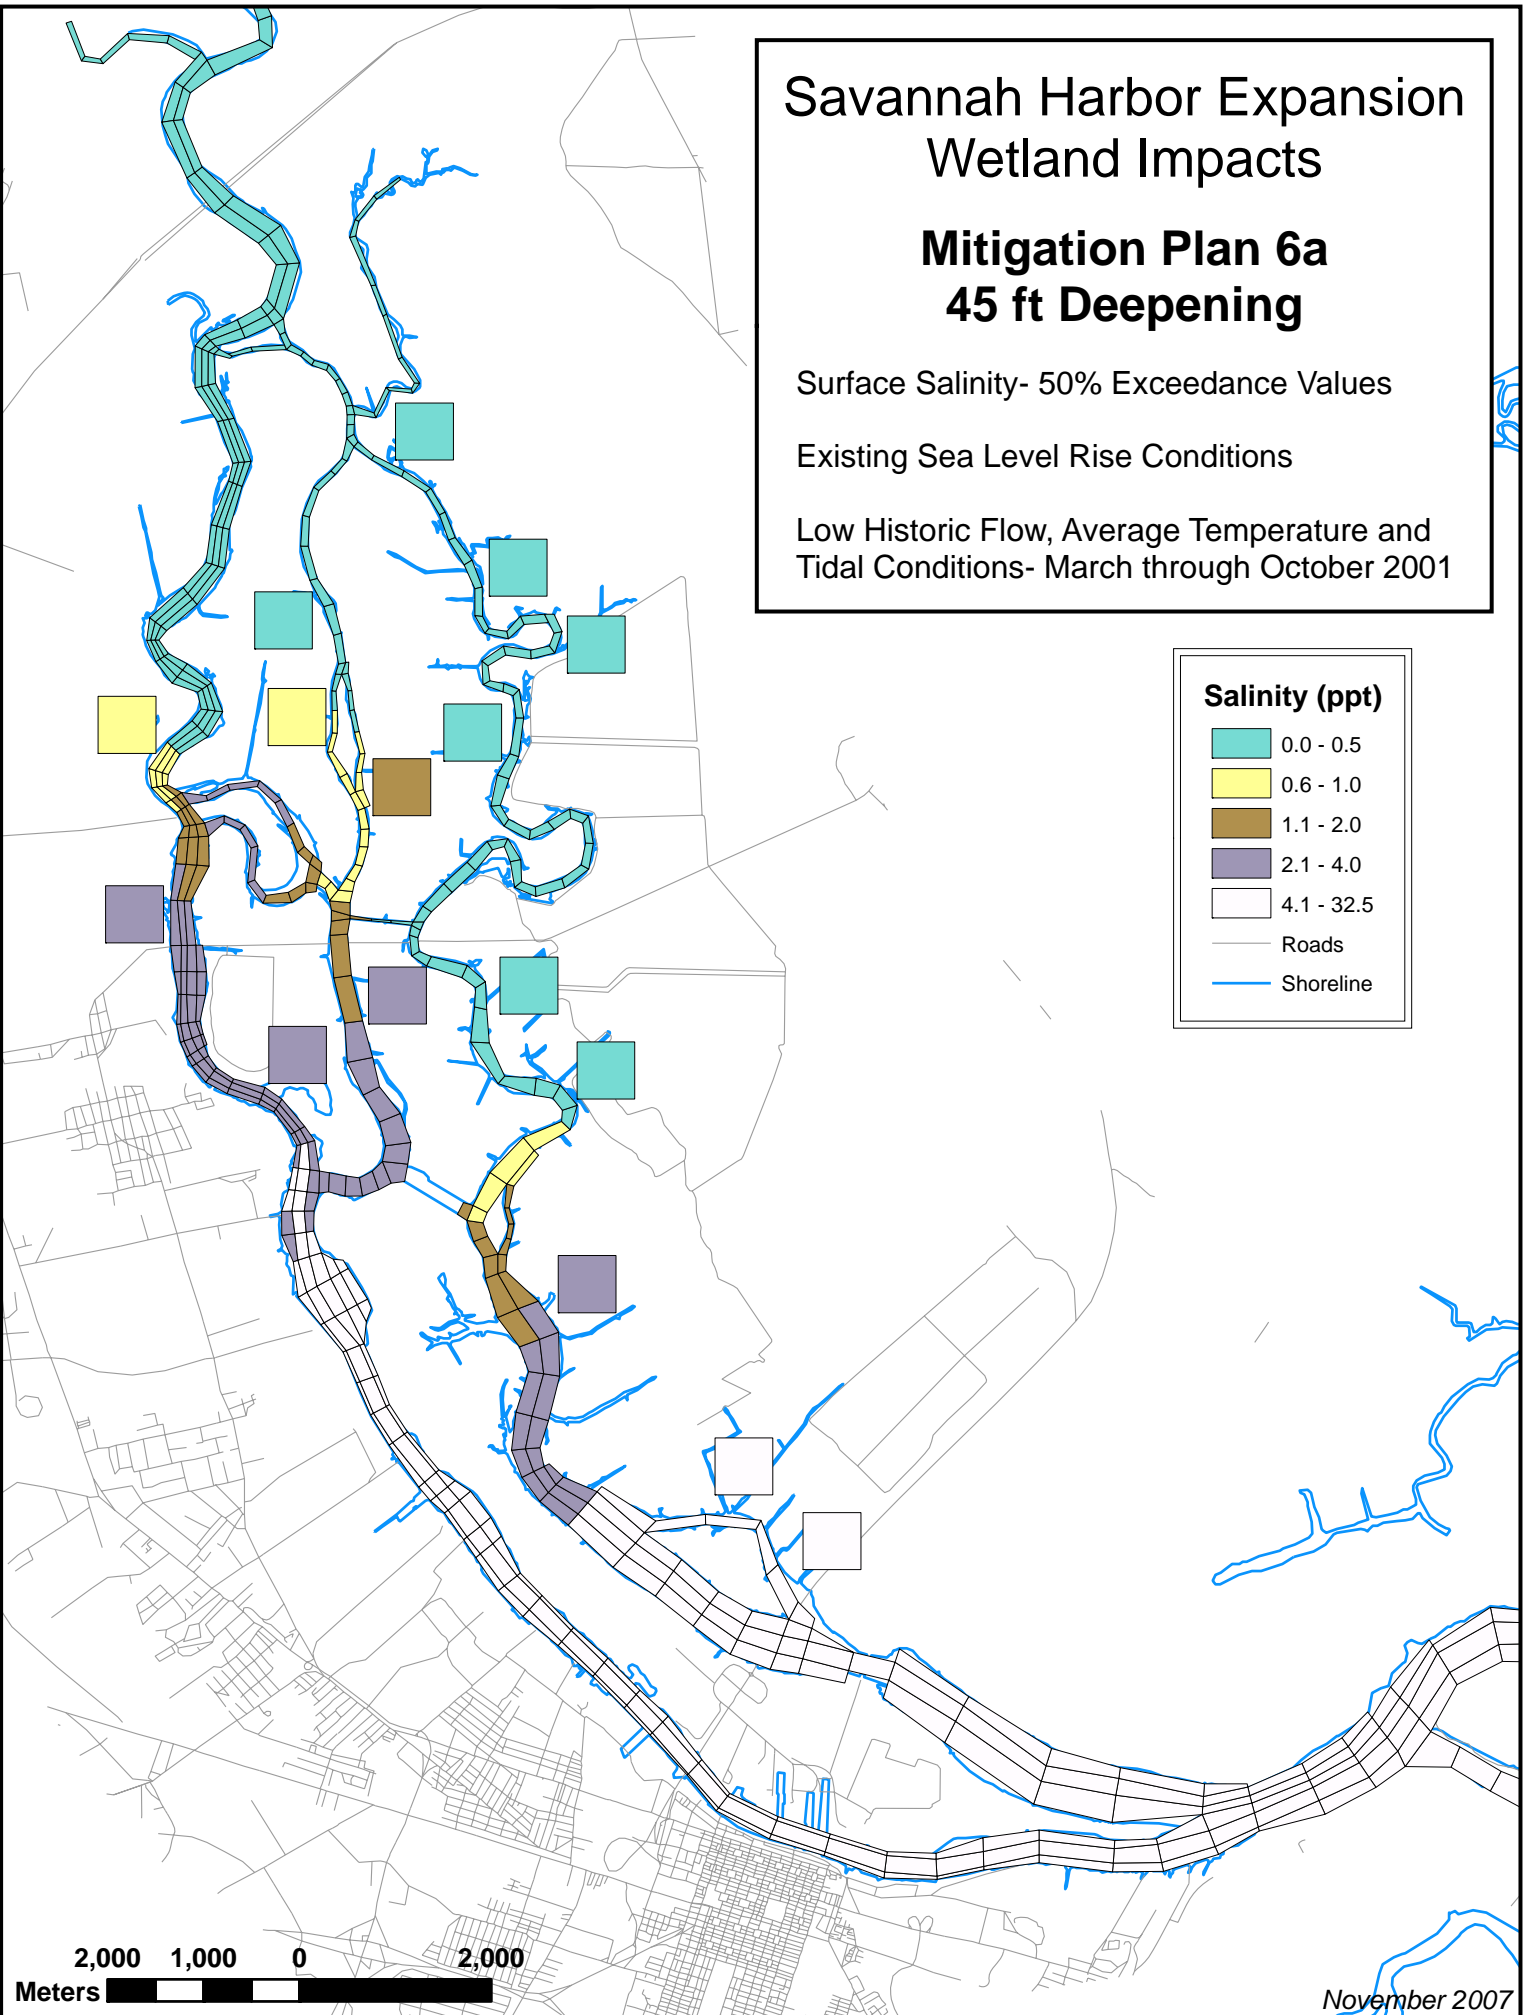 Savannah Harbor Expansion
Wetland Impacts
Mitigation Plan 6a
45 ft Deepening
Surface Salinity- 50% Exceedance Values
Existing Sea Level Rise Conditions
Low Historic Flow, Average Temperature and
Tidal Conditions- March through October 2001
Salinity (ppt)
0.0 - 0.5
0.6 - 1.0
1.1 - 2.0
2.1 - 4.0
4.1 - 32.5
Roads
Shoreline
2,000 1,000 0 2,000
Meters
November 2007